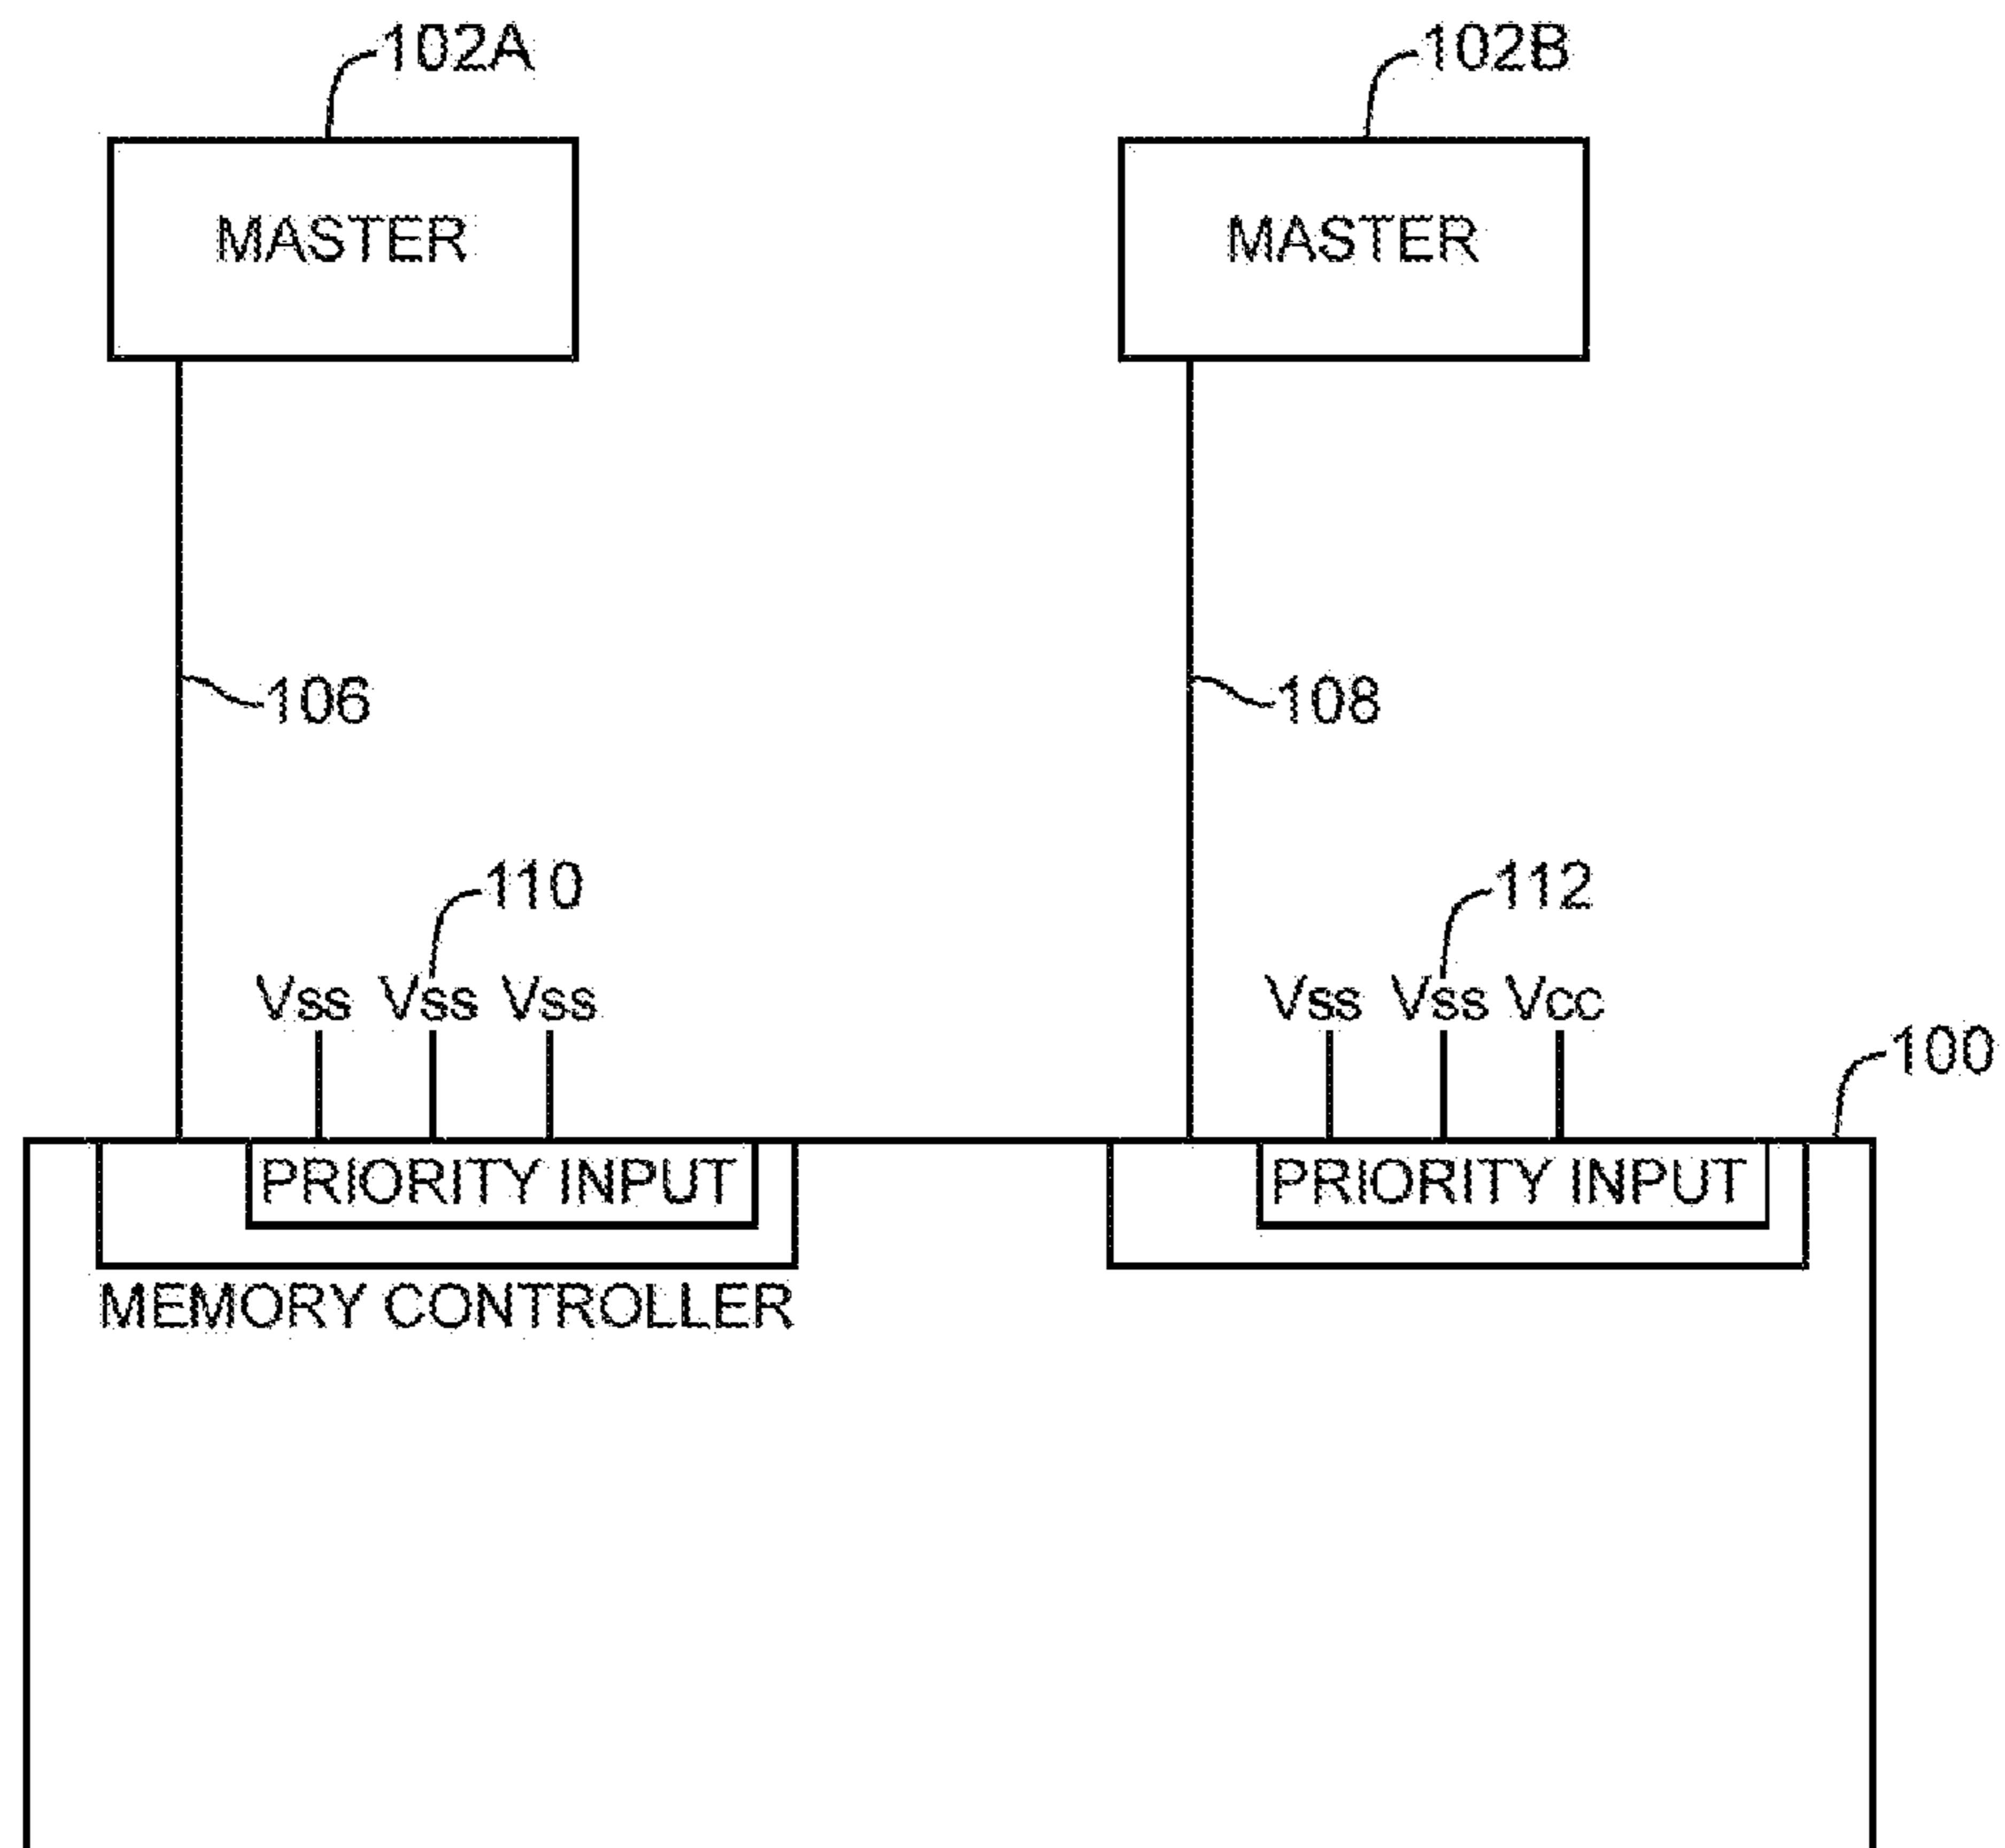 102A 102B
MASTER MASTER
106 108
110 112
Vss Vss Vss Vss Vss Vcc
100
PRIORITY INPUT PRIORITY INPUT
MEMORY CONTROLLER